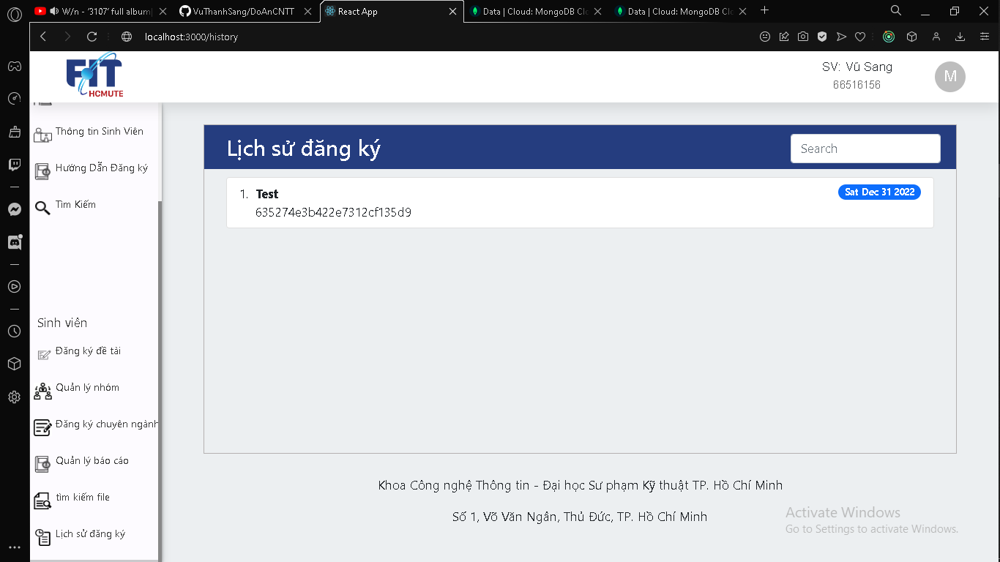 W/n - '3107' full album
VuThanhSang/DoAnCNTT
React App
Data | Cloud: MongoDB Clo
Data | Cloud: MongoDB Clo
localhost:3000/history
FIT
HCMUTE
SV: Vũ Sang
66516156
M
Thông tin Sinh Viên
Hướng Dẫn Đăng ký
Tìm Kiếm
Sinh viên
Đăng ký đề tài
Quản lý nhóm
Đăng ký chuyên ngành
Quản lý báo cáo
tìm kiếm file
Lịch sử đăng ký
Lịch sử đăng ký
Search
1. Test
Sat Dec 31 2022
635274e3b422e7312cf135d9
Khoa Công nghệ Thông tin - Đại học Sư phạm Kỹ thuật TP. Hồ Chí Minh
Số 1, Võ Văn Ngân, Thủ Đức, TP. Hồ Chí Minh
Activate Windows
Go to Settings to activate Windows.